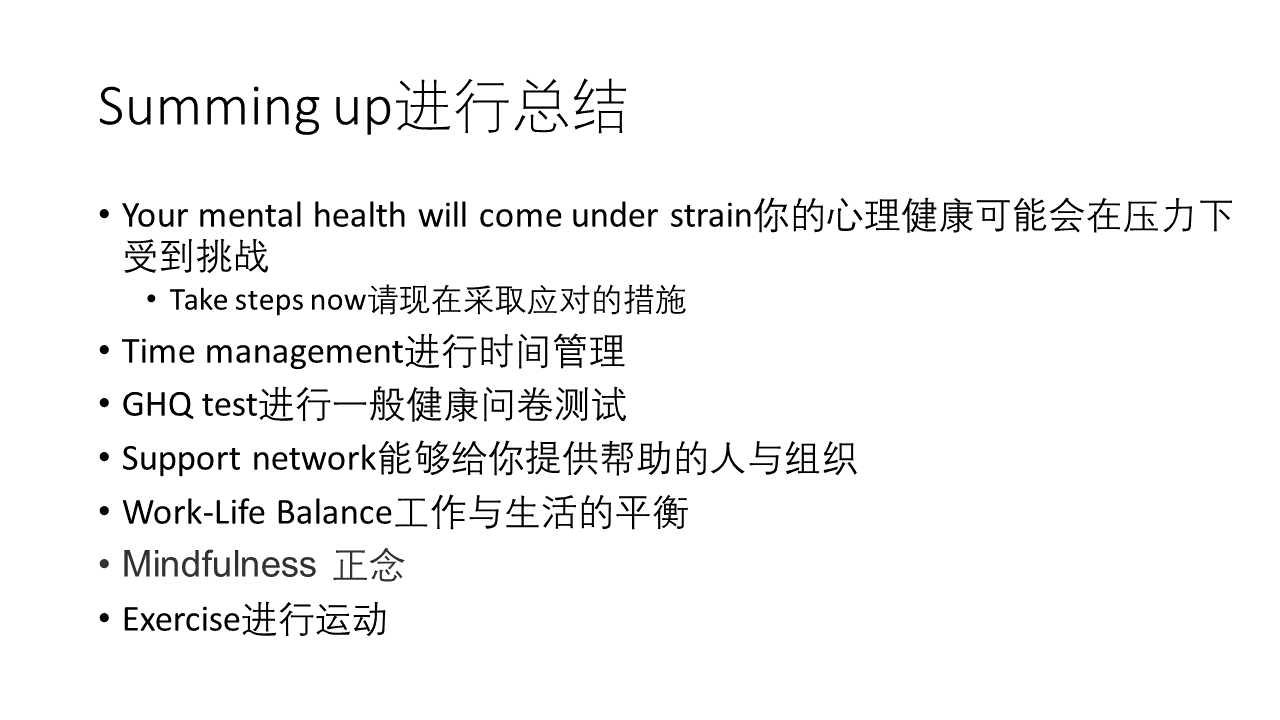 Summing up进行总结
• Your mental health will come under strain你的心理健康可能会在压力下
受到挑战
• Take steps now请现在采取应对的措施
• Time management进行时间管理
• GHQ test进行一般健康问卷测试
• Support network能够给你提供帮助的人与组织
• Work-Life Balance工作与生活的平衡
• Mindfulness 正念
• Exercise进行运动